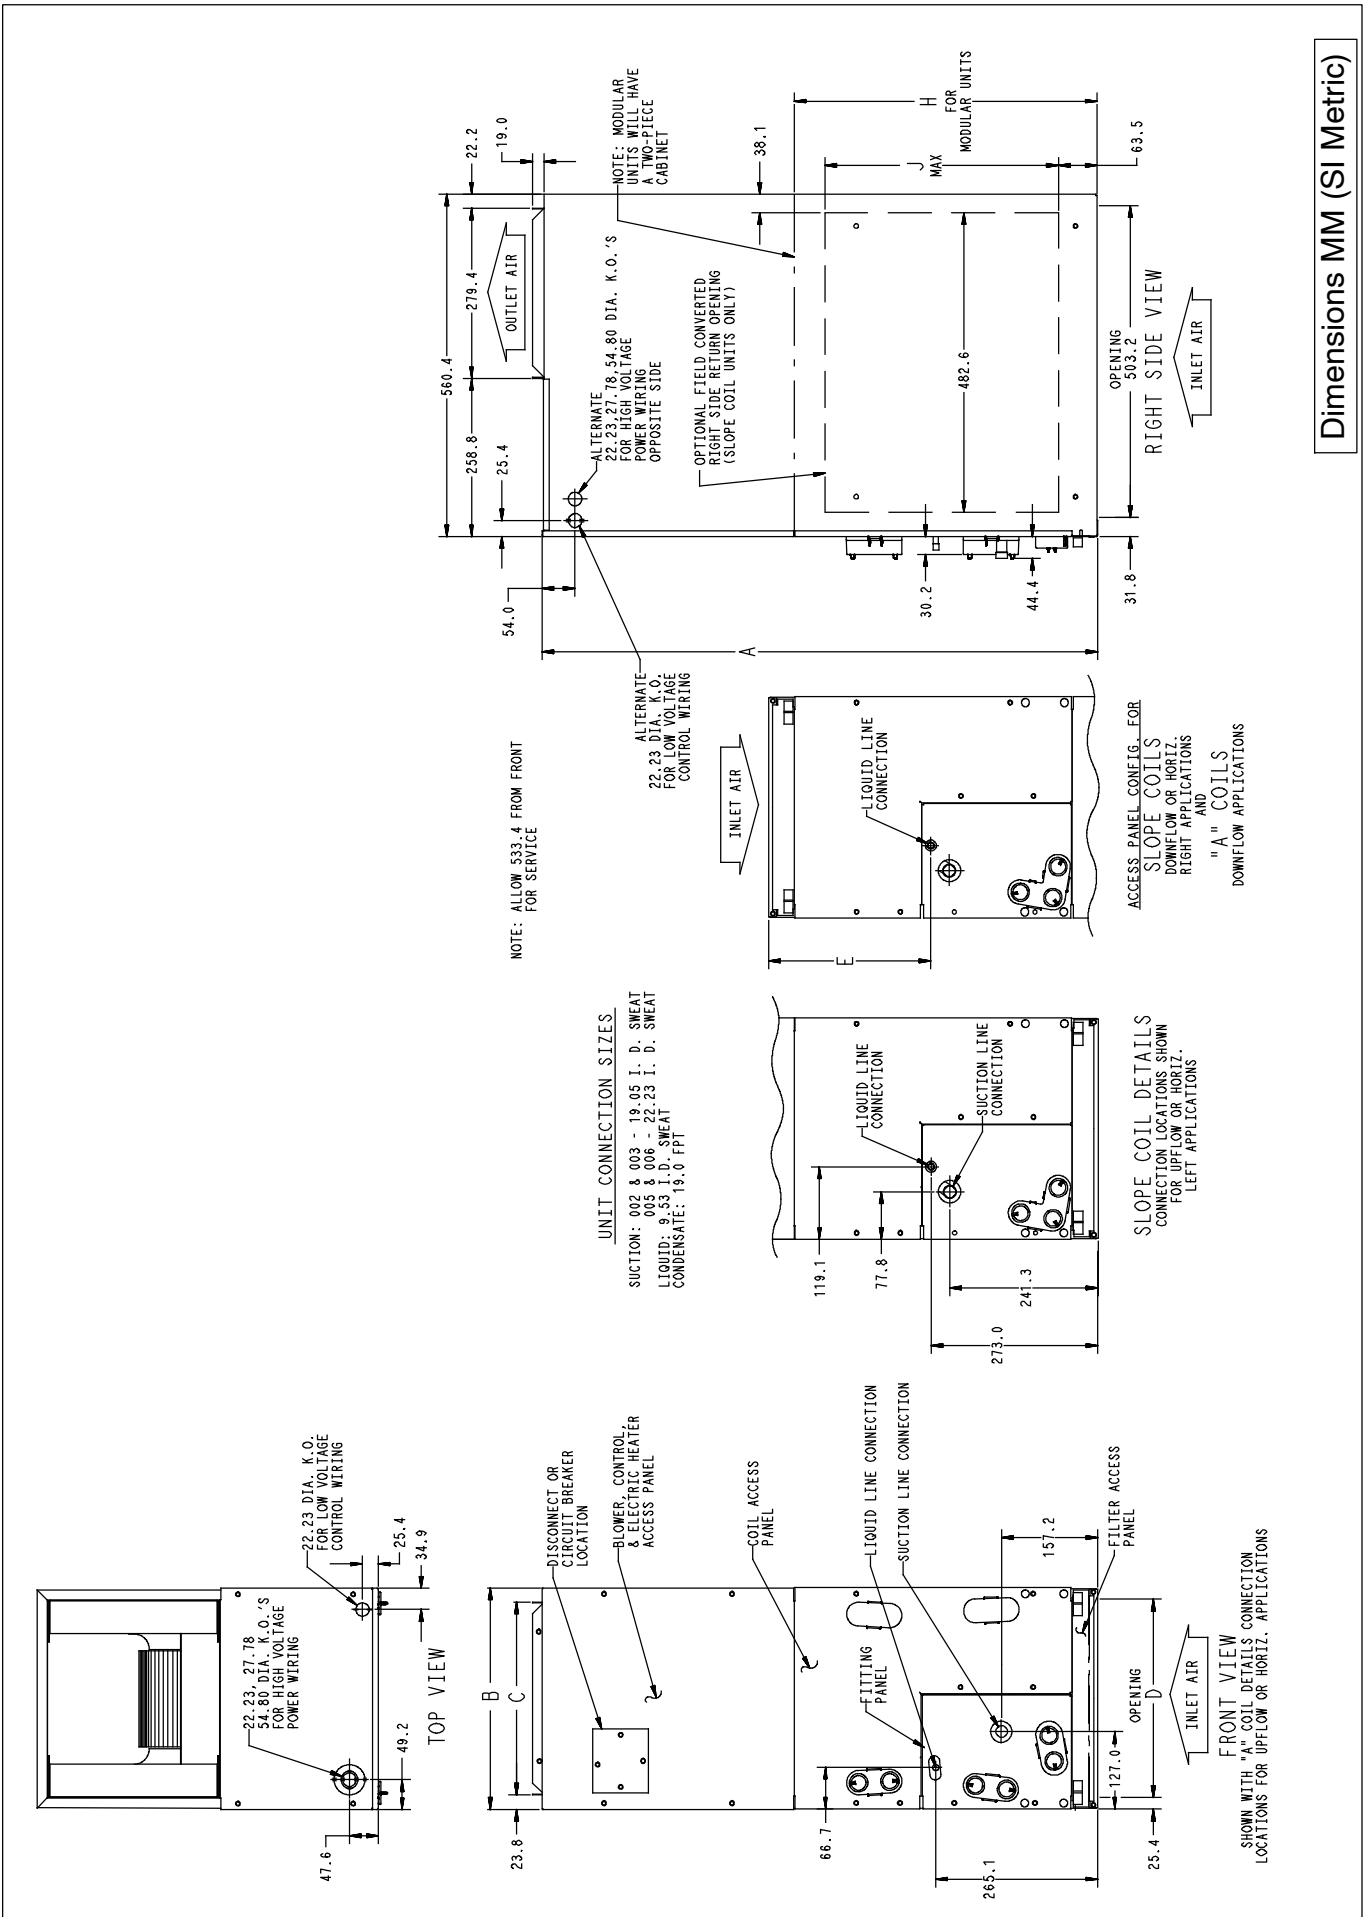 22.23, 27.78
54.80 DIA. K.O.'S
FOR HIGH VOLTAGE
POWER WIRING
22.23 DIA. K.O.
FOR LOW VOLTAGE
CONTROL WIRING
47.6
49.2
25.4
34.9
TOP VIEW
B
C
23.8
DISCONNECT OR
CIRCUIT BREAKER
LOCATION
BLOWER, CONTROL,
& ELECTRIC HEATER
ACCESS PANEL
COIL ACCESS
PANEL
FITTING
PANEL
LIQUID LINE CONNECTION
SUCTION LINE CONNECTION
66.7
265.1
157.2
FILTER ACCESS
PANEL
127.0
25.4
OPENING
D
INLET AIR
FRONT VIEW
SHOWN WITH "A" COIL DETAILS CONNECTION
LOCATIONS FOR UPFLOW OR HORIZ. APPLICATIONS
UNIT CONNECTION SIZES
SUCTION: 002 & 003 - 19.05 I. D. SWEAT
005 & 006 - 22.23 I. D. SWEAT
LIQUID: 9.53 I.D. SWEAT
CONDENSATE: 19.0 FPT
LIQUID LINE
CONNECTION
SUCTION LINE
CONNECTION
119.1
77.8
241.3
273.0
SLOPE COIL DETAILS
CONNECTION LOCATIONS SHOWN
FOR UPFLOW OR HORIZ.
LEFT APPLICATIONS
NOTE: ALLOW 533.4 FROM FRONT
FOR SERVICE
INLET AIR
E
LIQUID LINE
CONNECTION
ACCESS PANEL CONFIG. FOR
SLOPE COILS
DOWNFLOW OR HORIZ.
RIGHT APPLICATIONS
AND
"A" COILS
DOWNFLOW APPLICATIONS
560.4
258.8
279.4
22.2
25.4
19.0
54.0
OUTLET AIR
ALTERNATE
22.23,27.78,54.80 DIA. K.O.'S
FOR HIGH VOLTAGE
POWER WIRING
OPPOSITE SIDE
NOTE: MODULAR
UNITS WILL HAVE
A TWO-PIECE
CABINET
ALTERNATE
22.23 DIA. K.O.
FOR LOW VOLTAGE
CONTROL WIRING
OPTIONAL FIELD CONVERTED
RIGHT SIDE RETURN OPENING
(SLOPE COIL UNITS ONLY)
38.1
A
482.6
J
MAX
H
FOR
MODULAR UNITS
30.2
44.4
31.8
63.5
OPENING
503.2
RIGHT SIDE VIEW
INLET AIR
Dimensions MM (SI Metric)